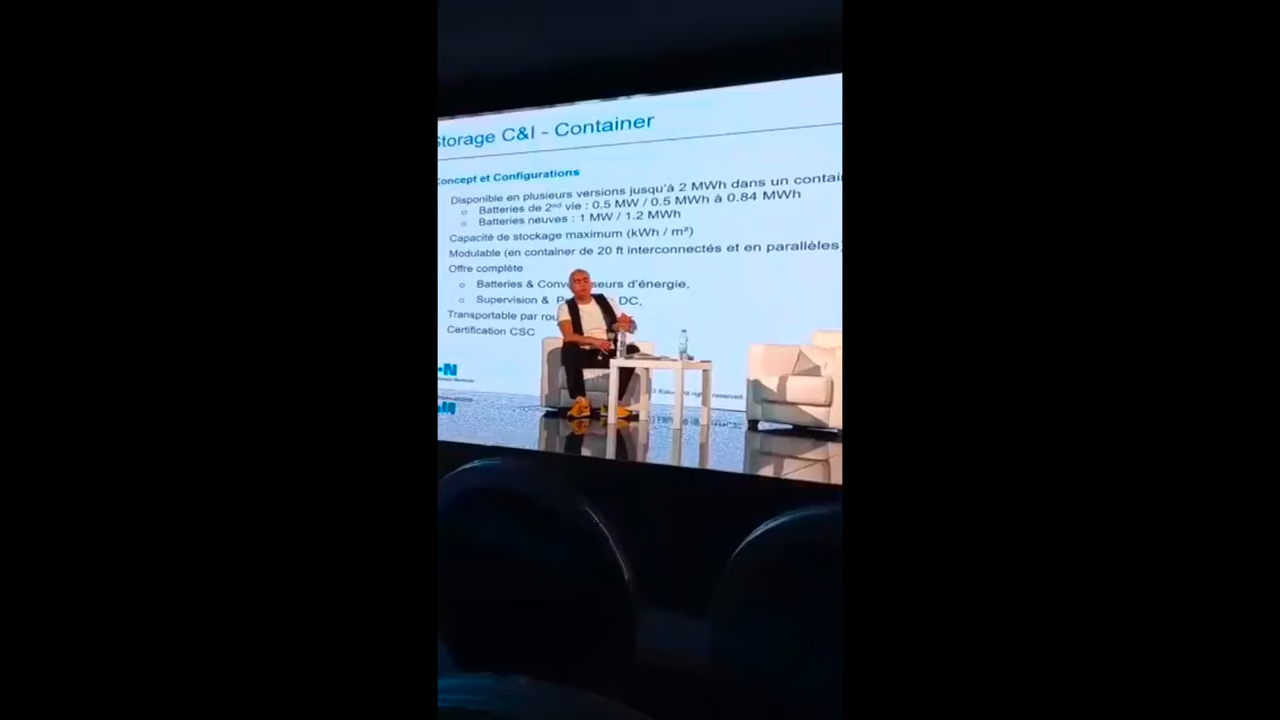 Storage C&I - Container
Concept et Configurations
Disponible en plusieurs versions jusqu'à 2 MWh dans un contai
Batteries de 2nd vie : 0.5 MW / 0.5 MWh à 0.84 MWh
Batteries neuves : 1 MW / 1.2 MWh
Capacité de stockage maximum (kWh / m²)
Modulable (en container de 20 ft interconnectés et en parallèles)
Offre complète
Batteries & Conv seurs d'énergie,
Supervision & P DC,
Transportable par rou
Certification CSC
reserved.